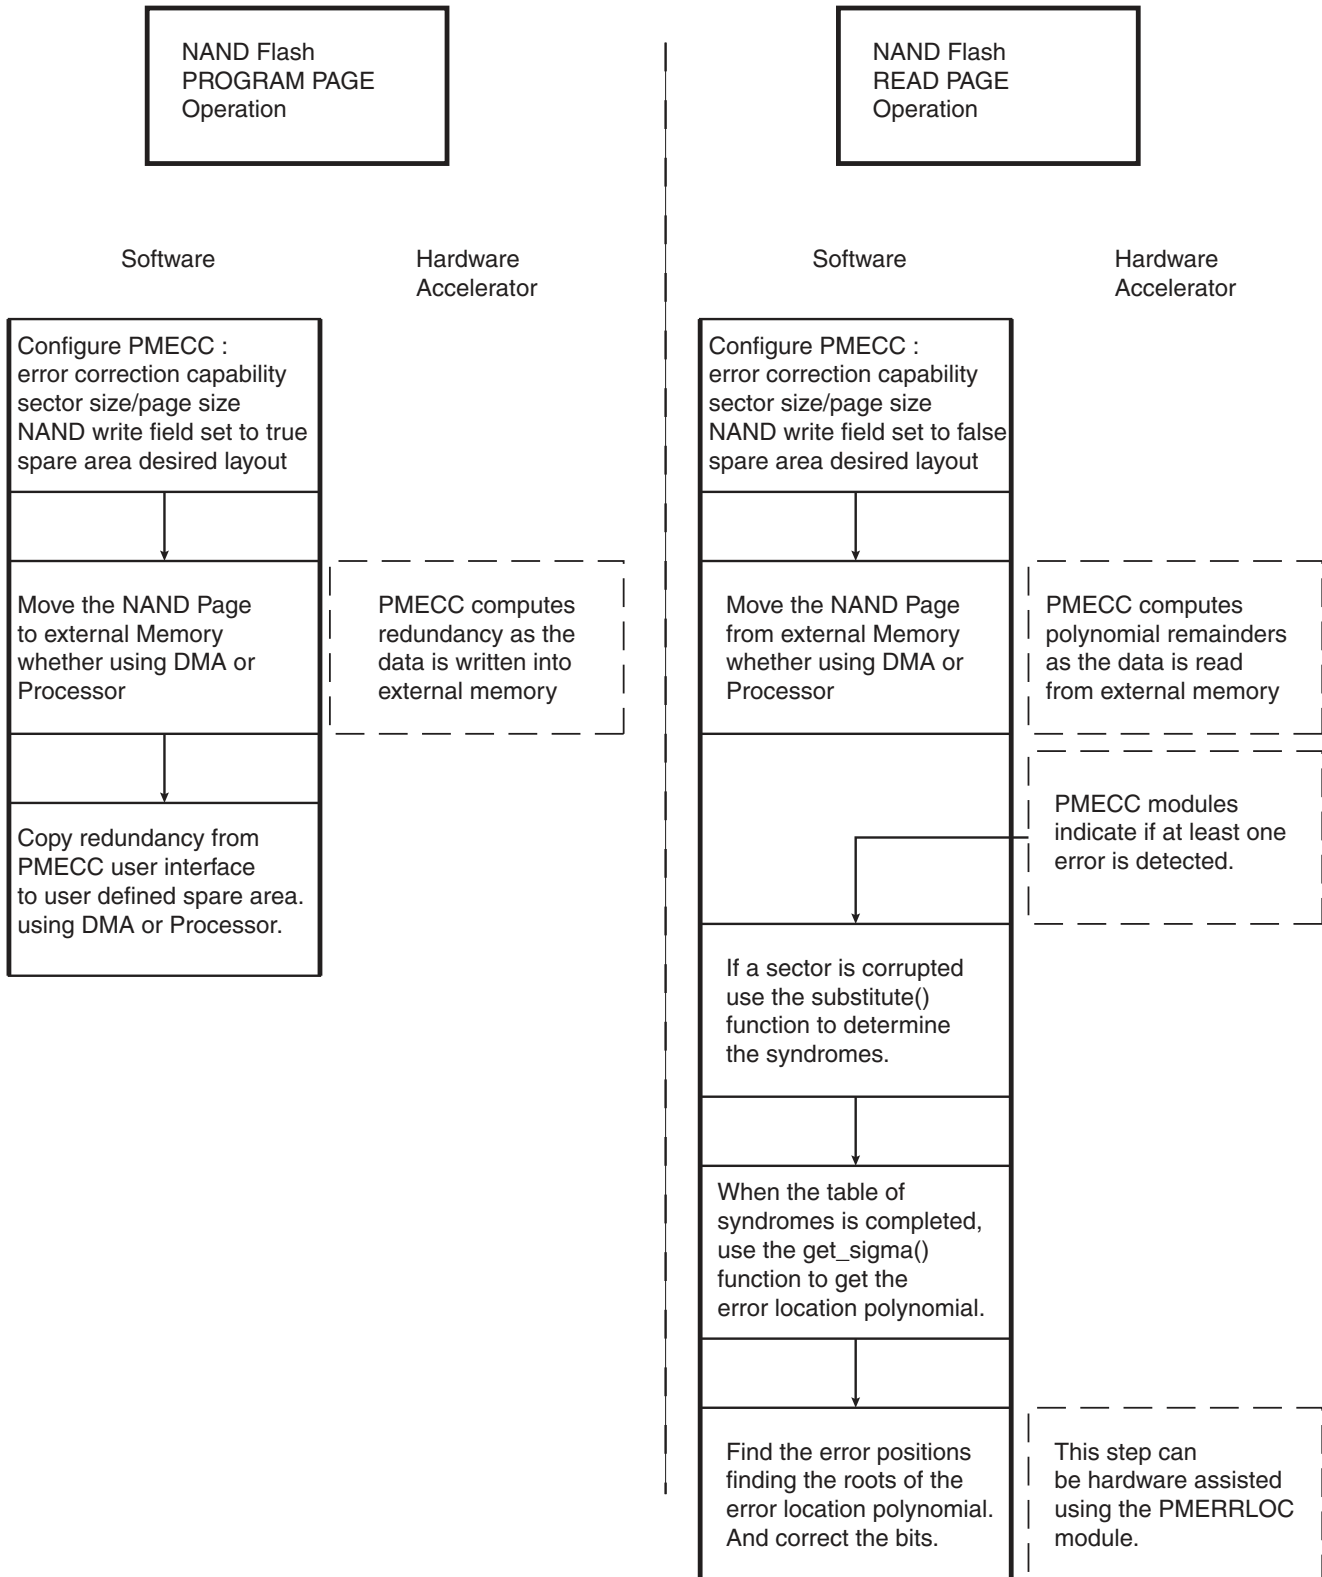 NAND Flash
PROGRAM PAGE
Operation
Software
Hardware
Accelerator
Configure PMECC :
error correction capability
sector size/page size
NAND write field set to true
spare area desired layout
Move the NAND Page
to external Memory
whether using DMA or
Processor
PMECC computes
redundancy as the
data is written into
external memory
Copy redundancy from
PMECC user interface
to user defined spare area.
using DMA or Processor.
NAND Flash
READ PAGE
Operation
Software
Hardware
Accelerator
Configure PMECC :
error correction capability
sector size/page size
NAND write field set to false
spare area desired layout
Move the NAND Page
from external Memory
whether using DMA or
Processor
PMECC computes
polynomial remainders
as the data is read
from external memory
PMECC modules
indicate if at least one
error is detected.
If a sector is corrupted
use the substitute()
function to determine
the syndromes.
When the table of
syndromes is completed,
use the get_sigma()
function to get the
error location polynomial.
Find the error positions
finding the roots of the
error location polynomial.
And correct the bits.
This step can
be hardware assisted
using the PMERRLOC
module.